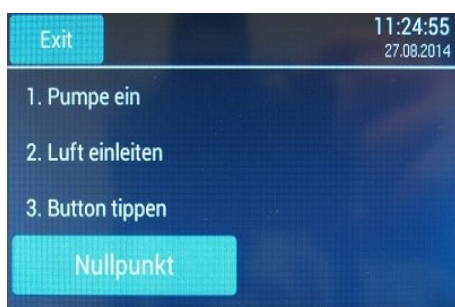 Exit
11:24:55
27.08.2014
1. Pumpe ein
2. Luft einleiten
3. Button tippen
Nullpunkt